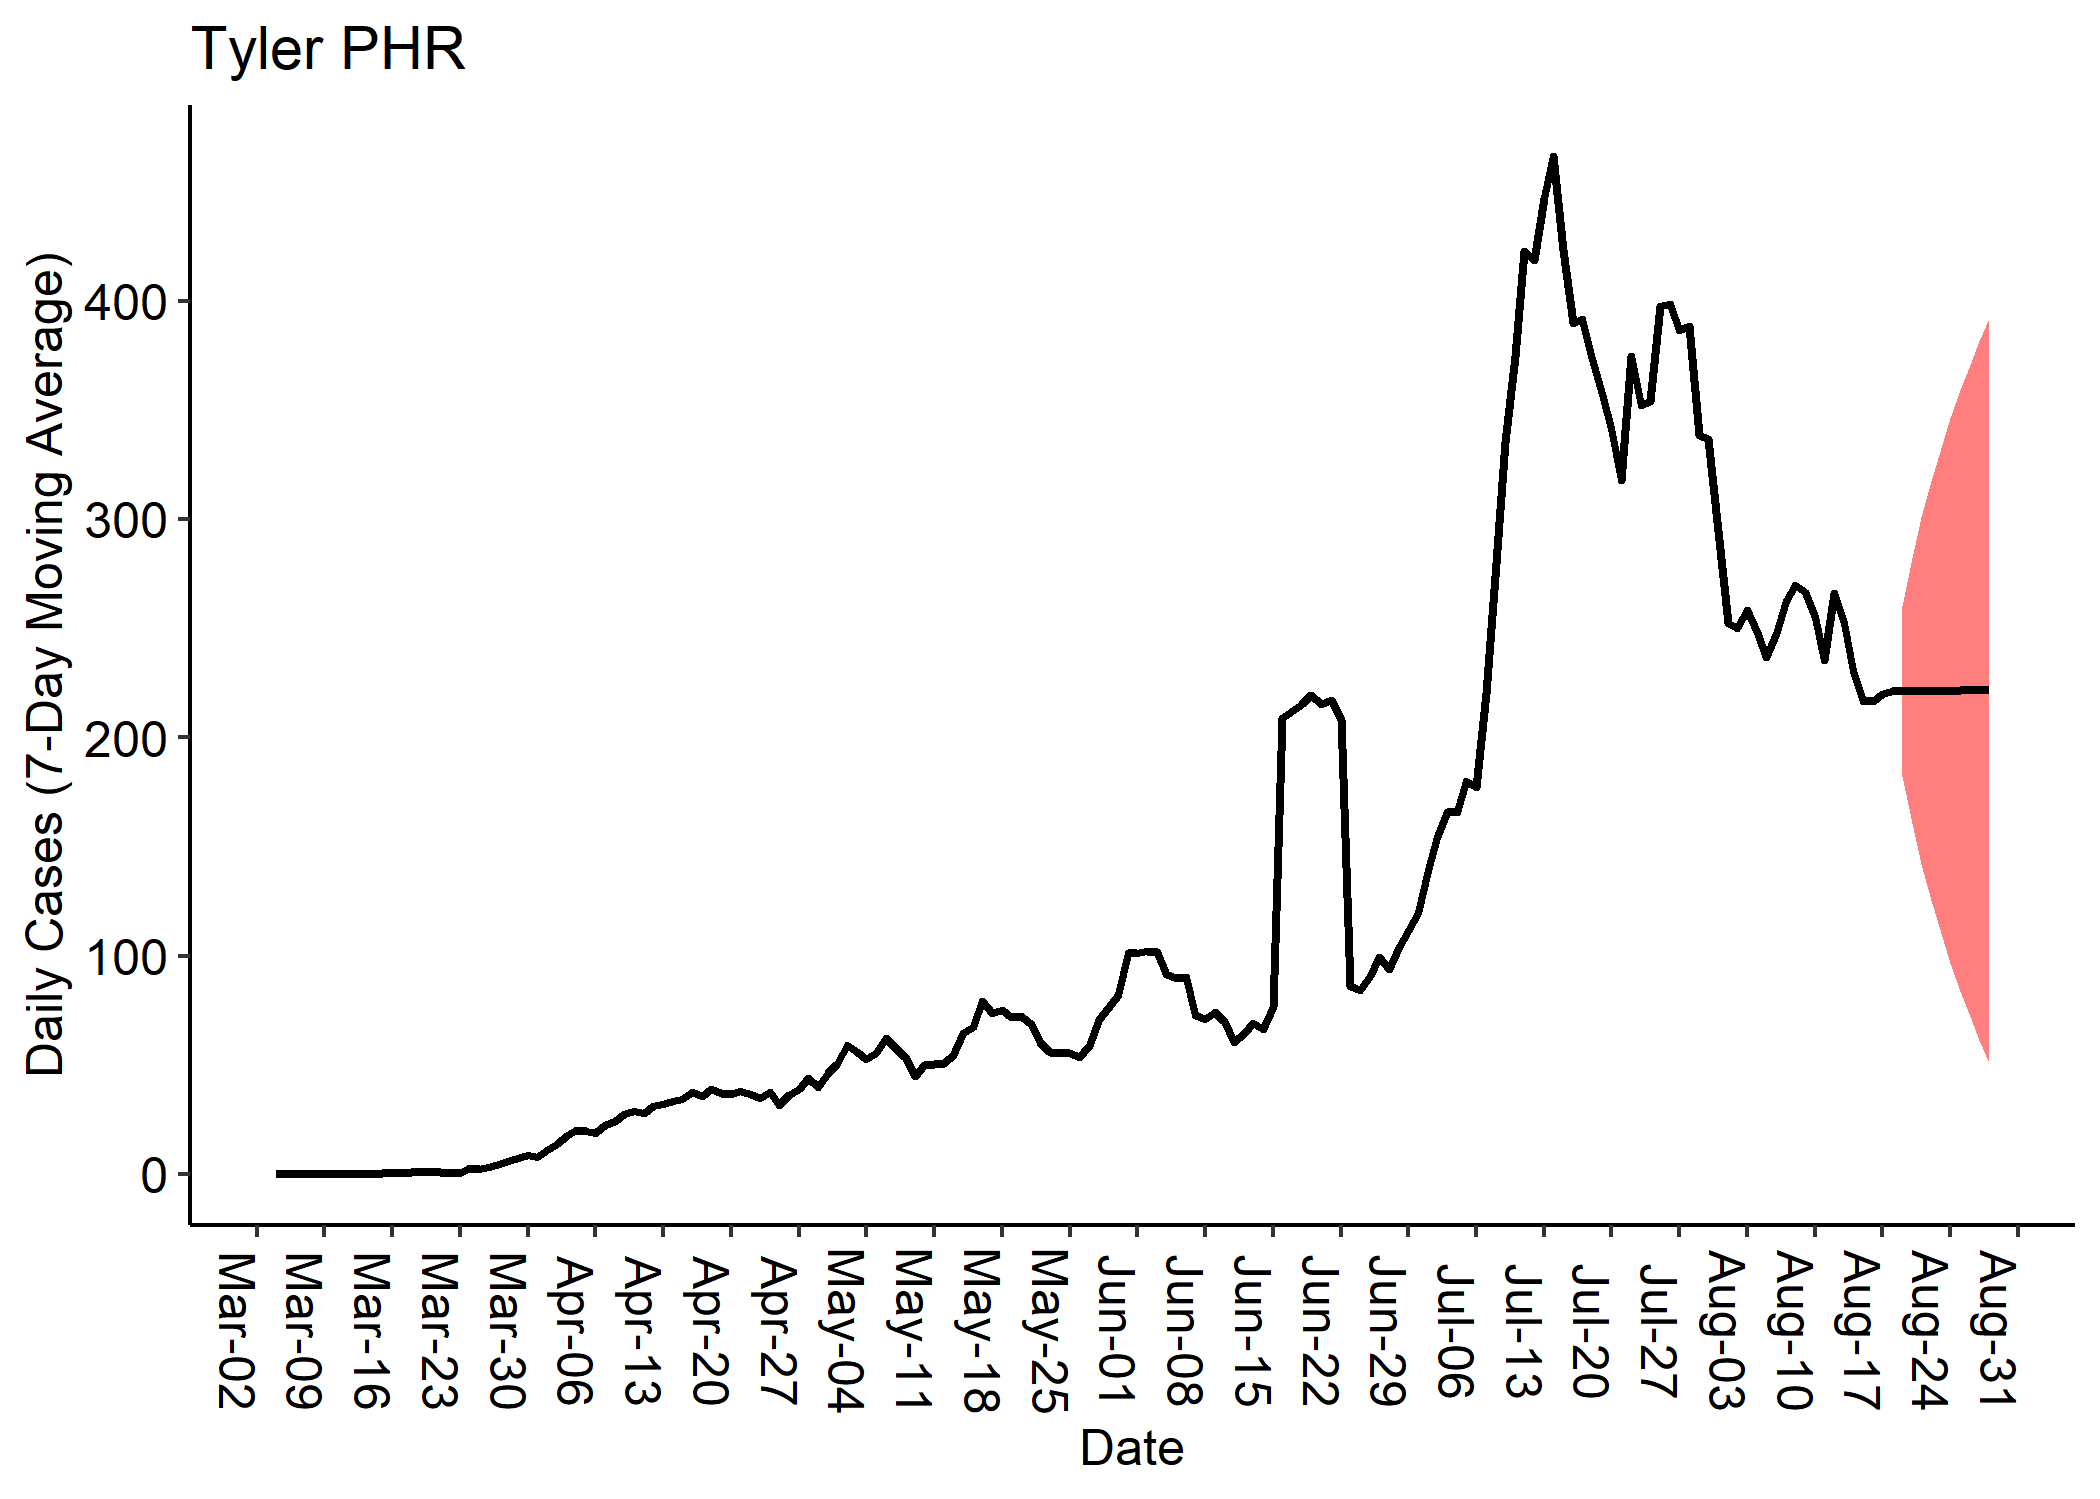 Tyler PHR
Daily Cases (7-Day Moving Average)
400
300
200
100
0
Mar-02
Mar-09
Mar-16
Mar-23
Mar-30
Apr-06
Apr-13
Apr-20
Apr-27
May-04
May-11
May-18
May-25
Jun-01
Jun-08
Jun-15
Jun-22
Jun-29
Jul-06
Jul-13
Jul-20
Jul-27
Aug-03
Aug-10
Aug-17
Aug-24
Aug-31
Date